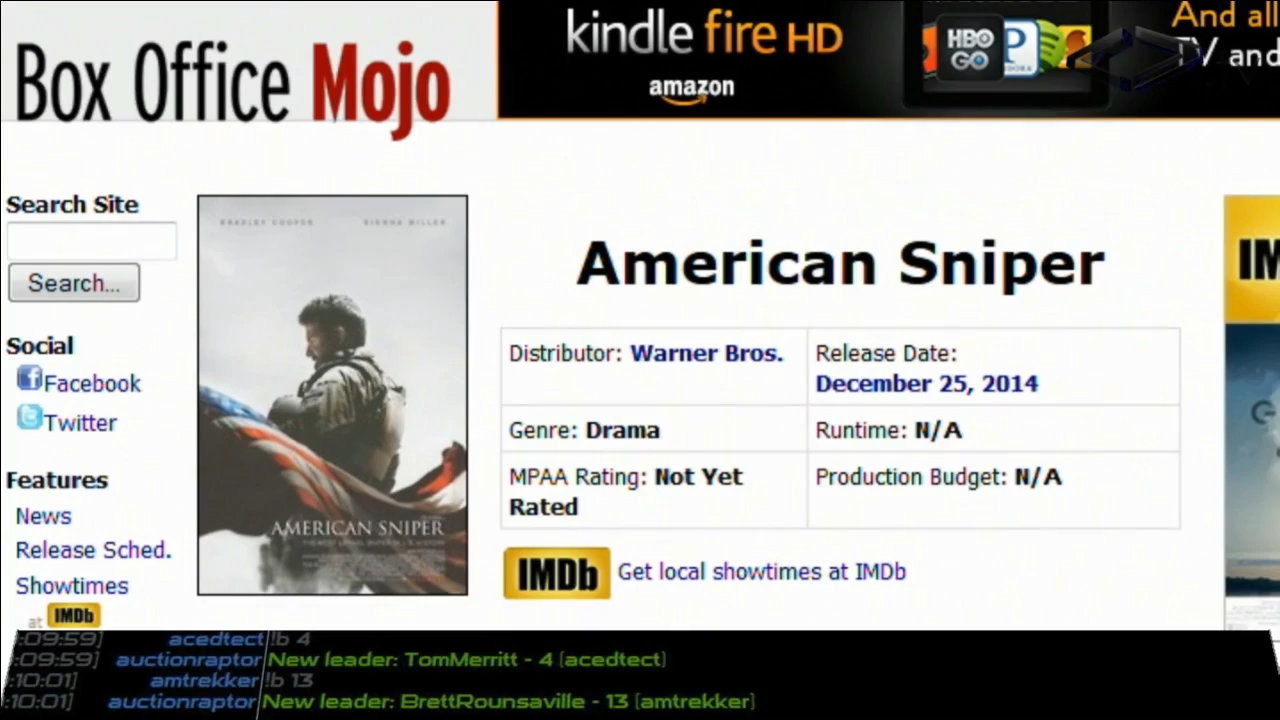 Box Office Mojo
kindle fire HD
amazon
HBO
GO
And all
TV and
Search Site
Search...
Social
Facebook
Twitter
Features
News
Release Sched.
Showtimes
at IMDb
BRADLEY COOPER SIENNA MILLER
AMERICAN SNIPER
American Sniper
Distributor: Warner Bros.
Release Date:
December 25, 2014
Genre: Drama
Runtime: N/A
MPAA Rating: Not Yet
Rated
Production Budget: N/A
IMDb Get local showtimes at IMDb
IM
:09:59] acedtect !b 4
:09:59] auctionraptor New leader: TomMerritt - 4 [acedtect]
:10:01] amtrekker !b 13
:10:01] auctionraptor New leader: BrettRounsaville - 13 [amtrekker]